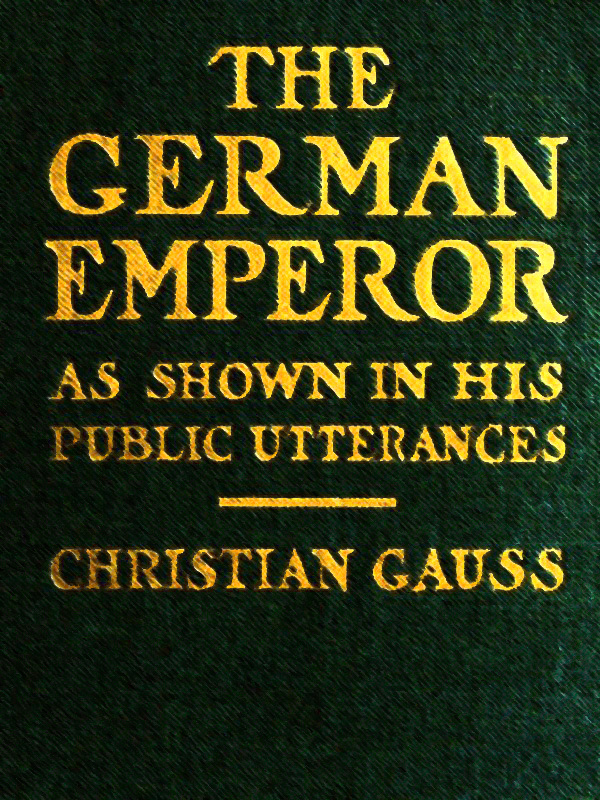 THE
GERMAN
EMPEROR
AS SHOWN IN HIS
PUBLIC UTTERANCES
CHRISTIAN GAUSS